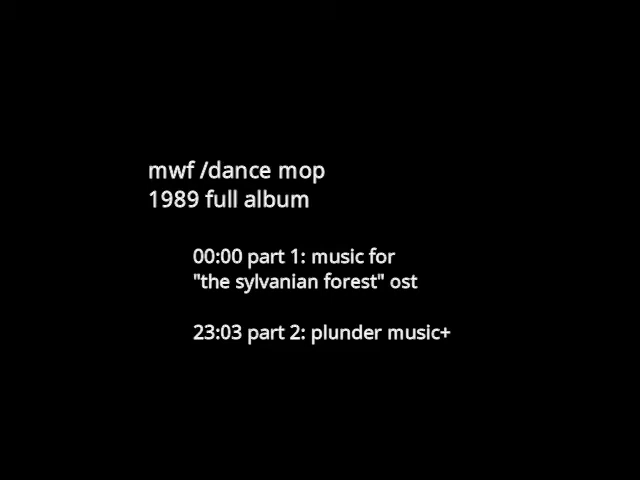 mwf /dance mop
1989 full album
00:00 part 1: music for
"the sylvanian forest" ost
23:03 part 2: plunder music+